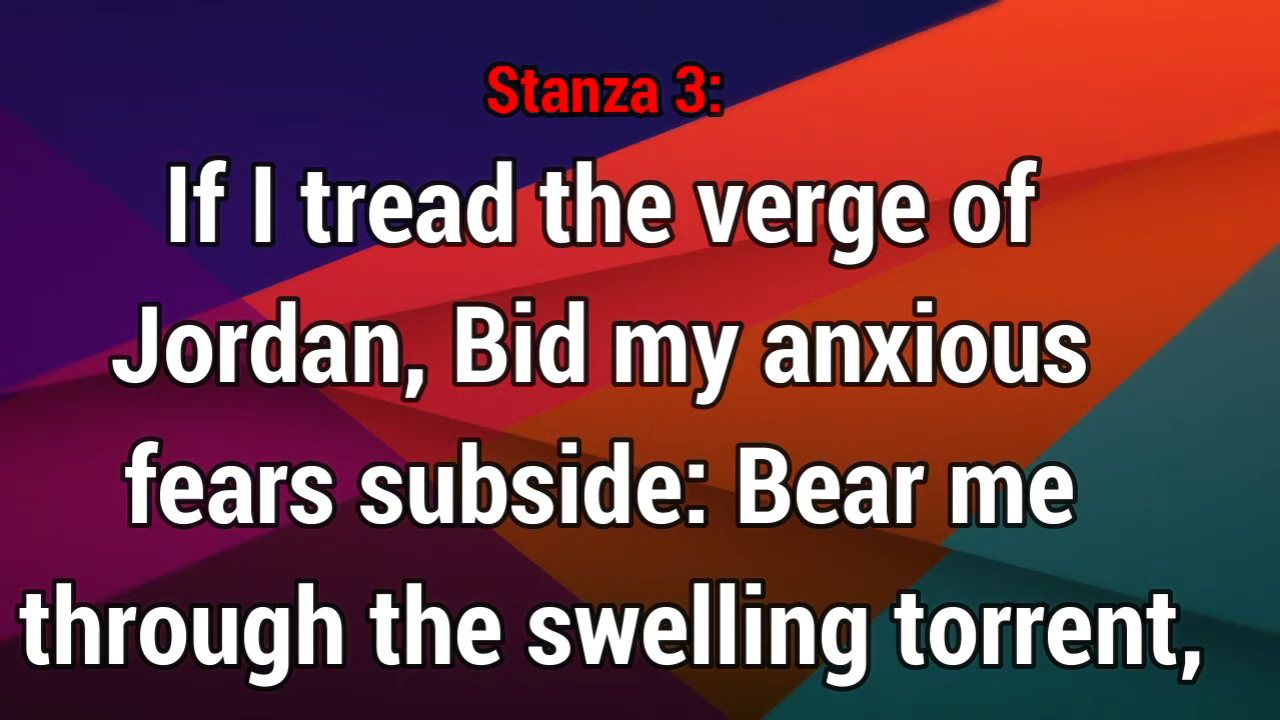 Stanza 3:
If I tread the verge of
Jordan, Bid my anxious
fears subside: Bear me
through the swelling torrent,